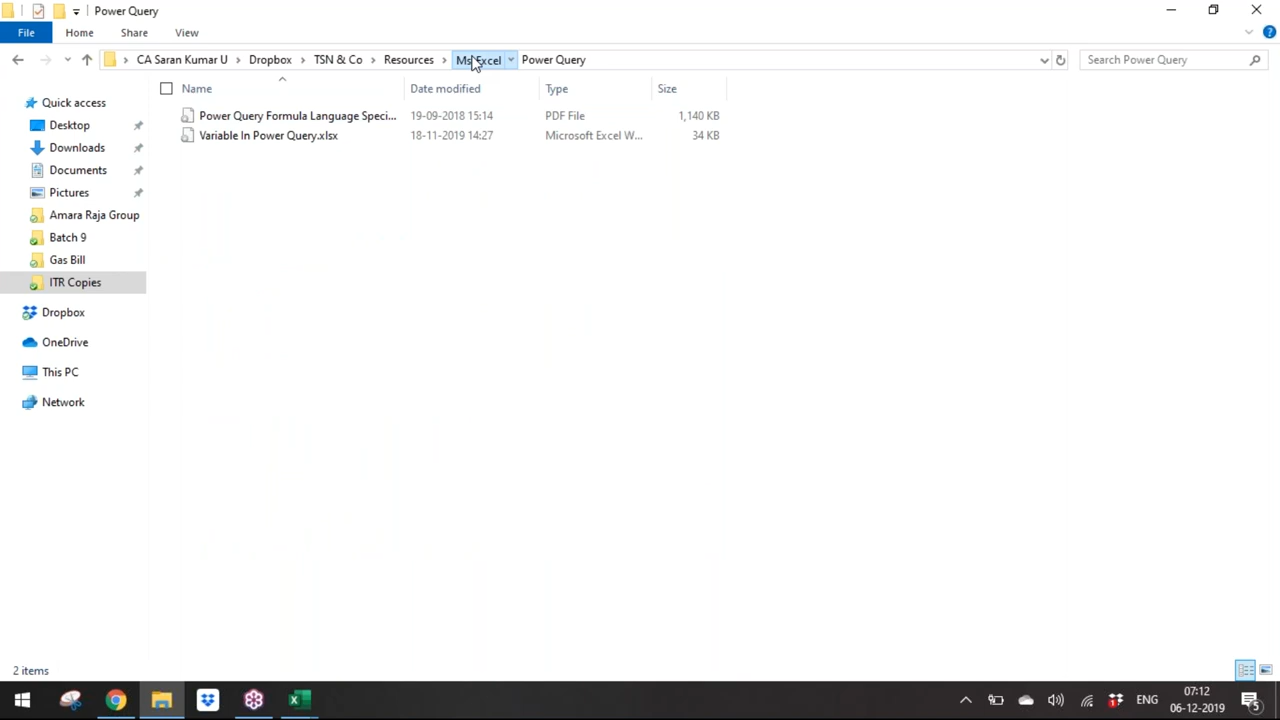 Power Query
File Home Share View
CA Saran Kumar U Dropbox TSN & Co Resources Ms Excel Power Query Search Power Query
Name Date modified Type Size
Quick access
Power Query Formula Language Speci... 19-09-2018 15:14 PDF File 1,140 KB
Desktop
Variable In Power Query.xlsx 18-11-2019 14:27 Microsoft Excel W... 34 KB
Downloads
Documents
Pictures
Amara Raja Group
Batch 9
Gas Bill
ITR Copies
Dropbox
OneDrive
This PC
Network
2 items
ENG 07:12
06-12-2019 5